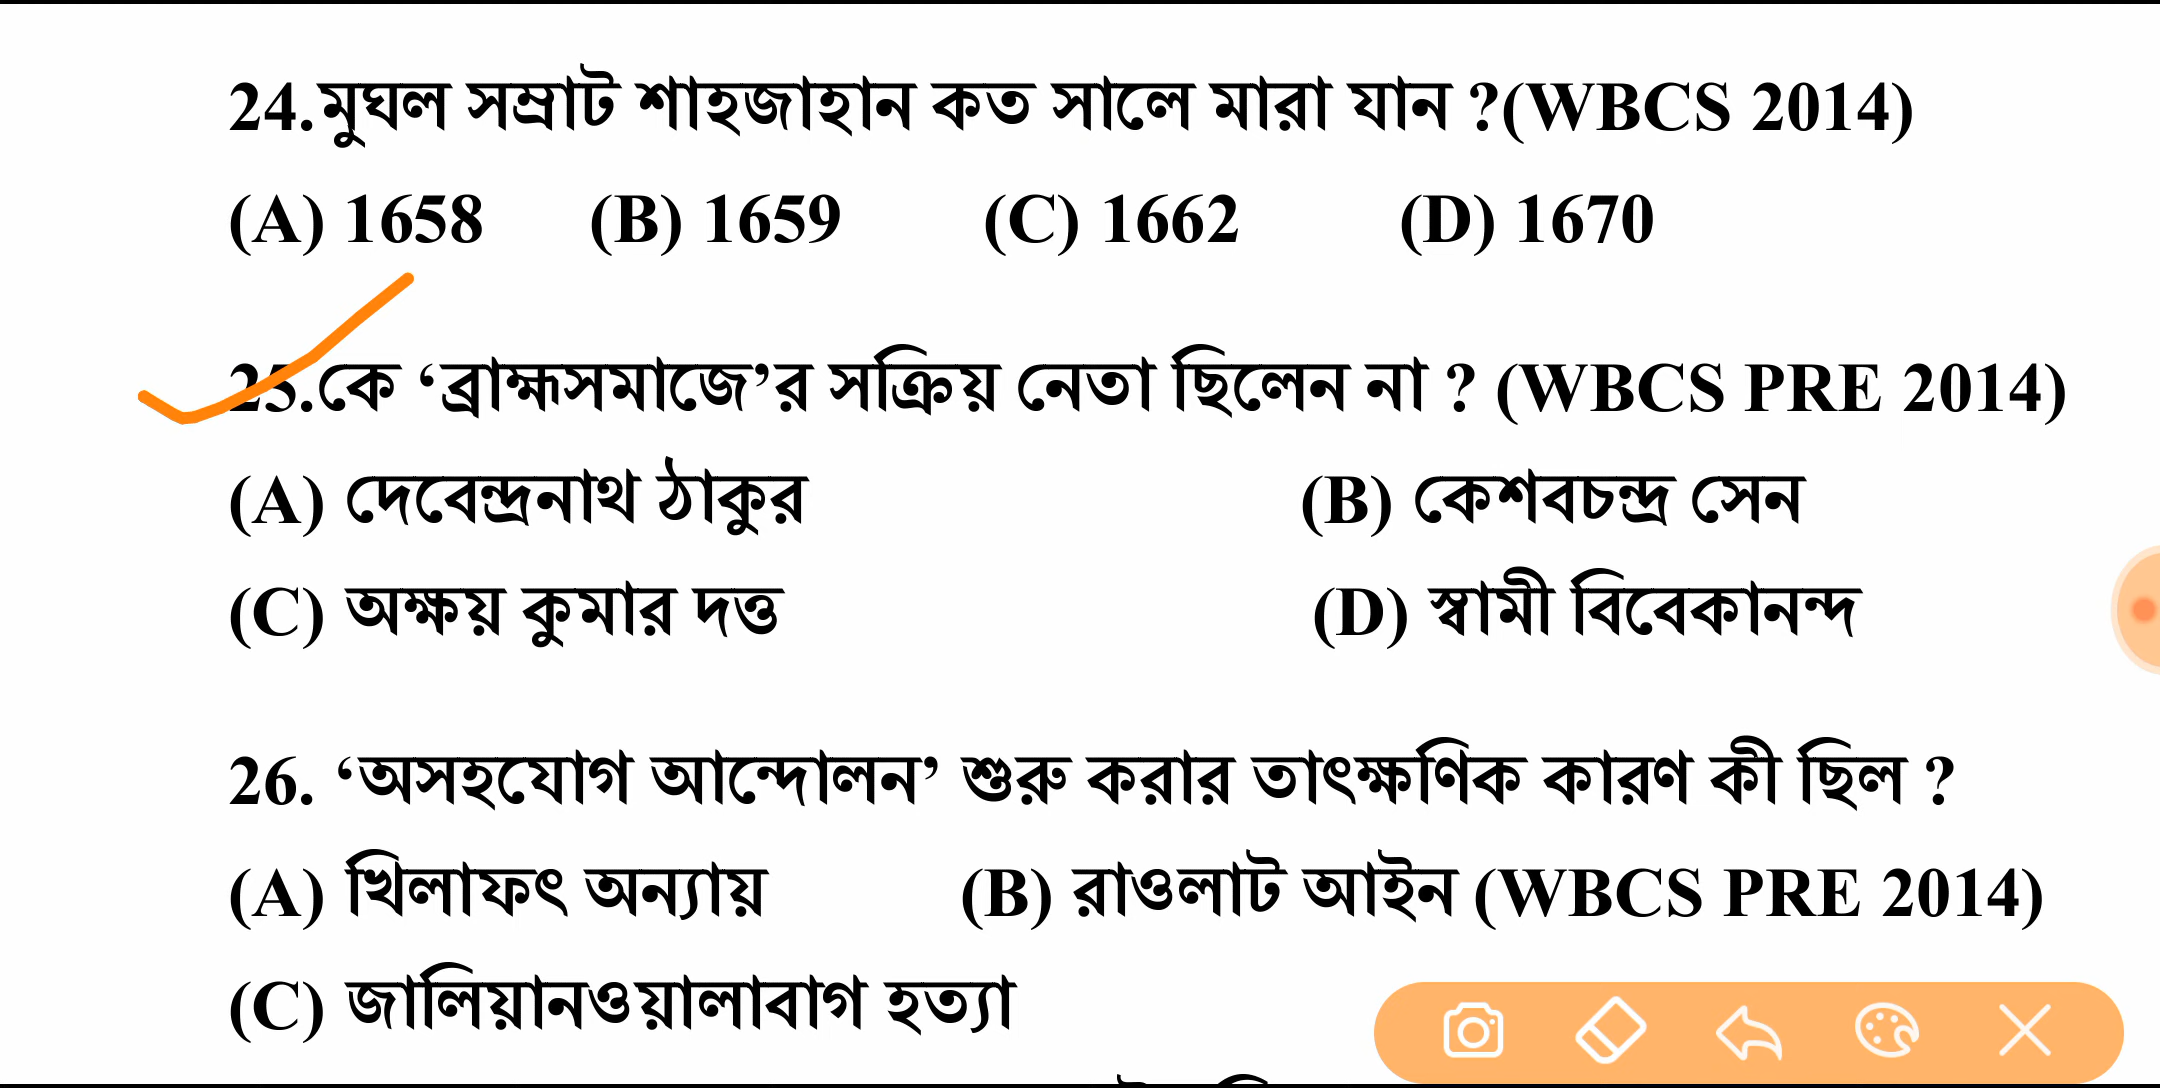 24.মুঘল সম্রাট শাহজাহান কত সালে মারা যান ?(WBCS 2014)
(A) 1658 (B) 1659 (C) 1662 (D) 1670
25.কে ‘ব্রাহ্মসমাজে’র সক্রিয় নেতা ছিলেন না ? (WBCS PRE 2014)
(A) দেবেন্দ্রনাথ ঠাকুর (B) কেশবচন্দ্র সেন
(C) অক্ষয় কুমার দত্ত (D) স্বামী বিবেকানন্দ
26. ‘অসহযোগ আন্দোলন’ শুরু করার তাৎক্ষণিক কারণ কী ছিল ?
(A) খিলাফৎ অন্যায় (B) রাওলাট আইন (WBCS PRE 2014)
(C) জালিয়ানওয়ালাবাগ হত্যা